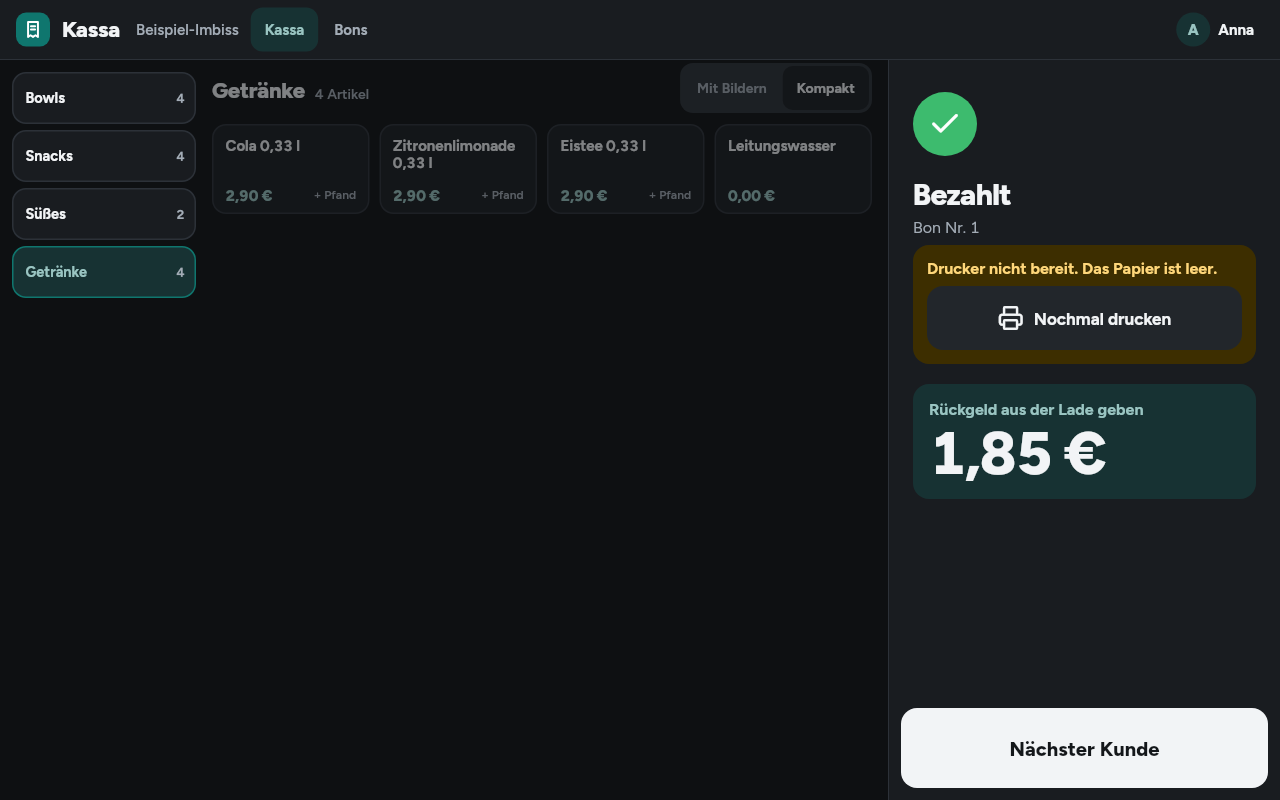 Kassa
Beispiel-Imbiss
Kassa
Bons
A
Anna
Bowls 4
Snacks 4
Süßes 2
Getränke 4
Getränke 4 Artikel
Mit Bildern
Kompakt
Cola 0,33 l
2,90 € + Pfand
Zitronenlimonade
0,33 l
2,90 € + Pfand
Eistee 0,33 l
2,90 € + Pfand
Leitungswasser
0,00 €
Bezahlt
Bon Nr. 1
Drucker nicht bereit. Das Papier ist leer.
Nochmal drucken
Rückgeld aus der Lade geben
1,85 €
Nächster Kunde